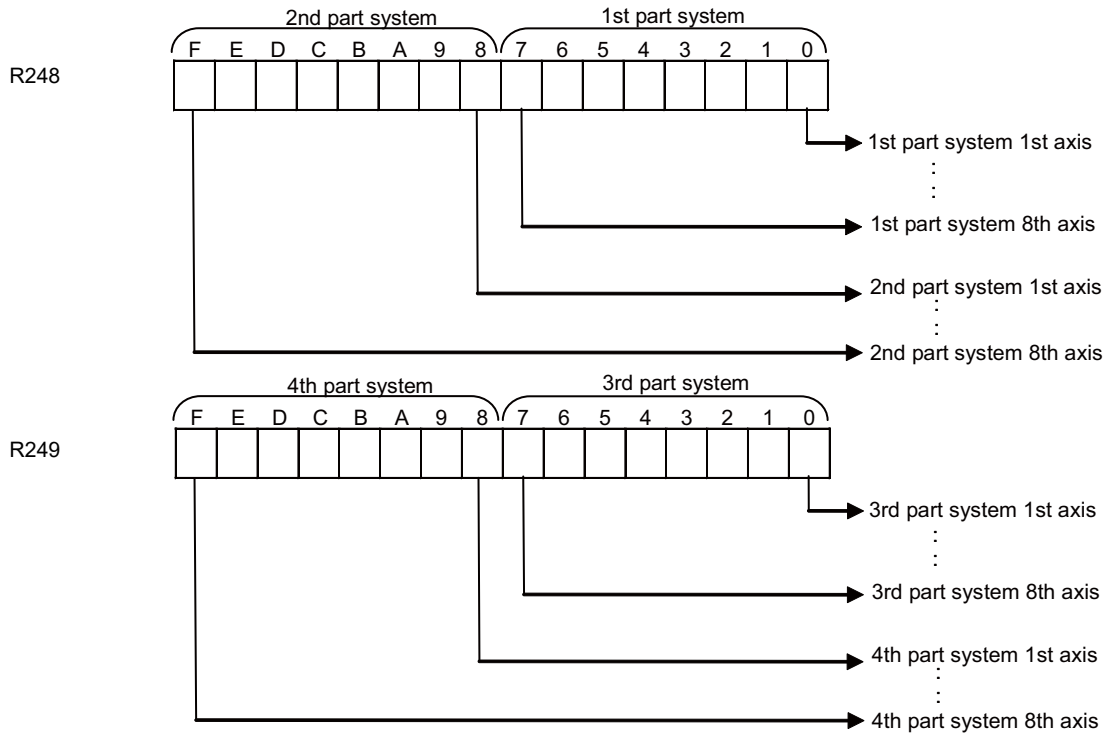 2nd part system 1st part system
F E D C B A 9 8 7 6 5 4 3 2 1 0
R248
1st part system 1st axis
1st part system 8th axis
2nd part system 1st axis
2nd part system 8th axis
4th part system 3rd part system
F E D C B A 9 8 7 6 5 4 3 2 1 0
R249
3rd part system 1st axis
3rd part system 8th axis
4th part system 1st axis
4th part system 8th axis